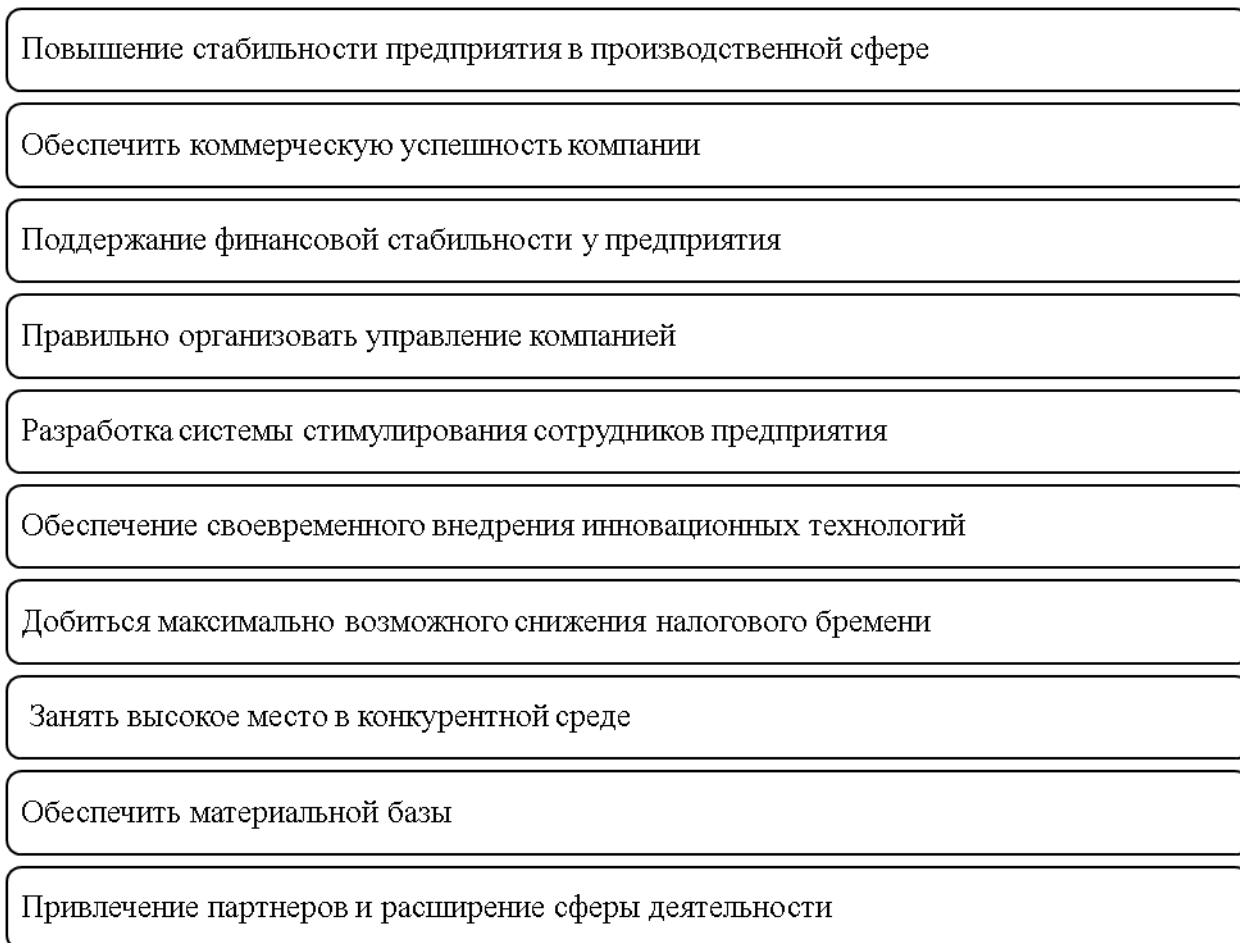 Повышение стабильности предприятия в производственной сфере
Обеспечить коммерческую успешность компании
Поддержание финансовой стабильности у предприятия
Правильно организовать управление компанией
Разработка системы стимулирования сотрудников предприятия
Обеспечение своевременного внедрения инновационных технологий
Добиться максимально возможного снижения налогового бремени
Занять высокое место в конкурентной среде
Обеспечить материальной базы
Привлечение партнеров и расширение сферы деятельности